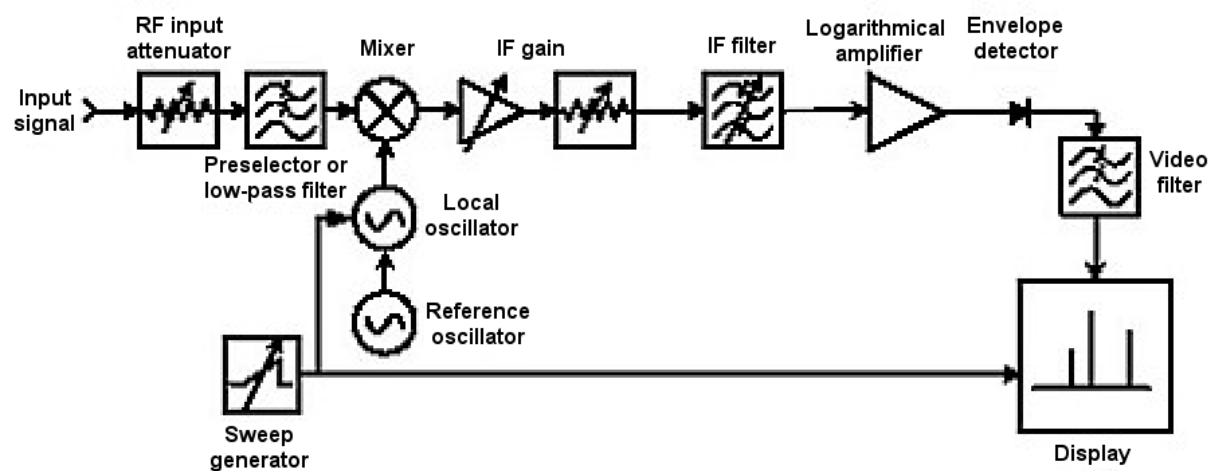 RF input
attenuator
Mixer
IF gain
IF filter
Logarithmical
amplifier
Envelope
detector
Input
signal
Preselector or
low-pass filter
Video
filter
Local
oscillator
Reference
oscillator
Sweep
generator
Display